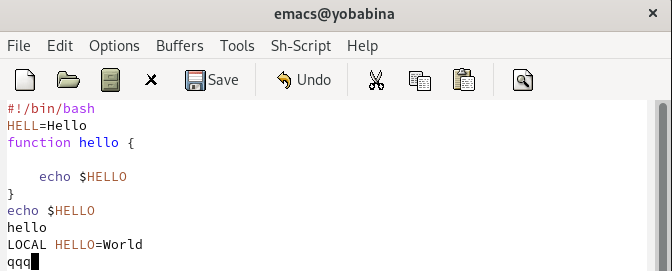 emacs@yobabina ×
File Edit Options Buffers Tools Sh-Script Help
Save Undo
#!/bin/bash
HELL=Hello
function hello {
echo $HELLO
}
echo $HELLO
hello
LOCAL HELLO=World
qqq